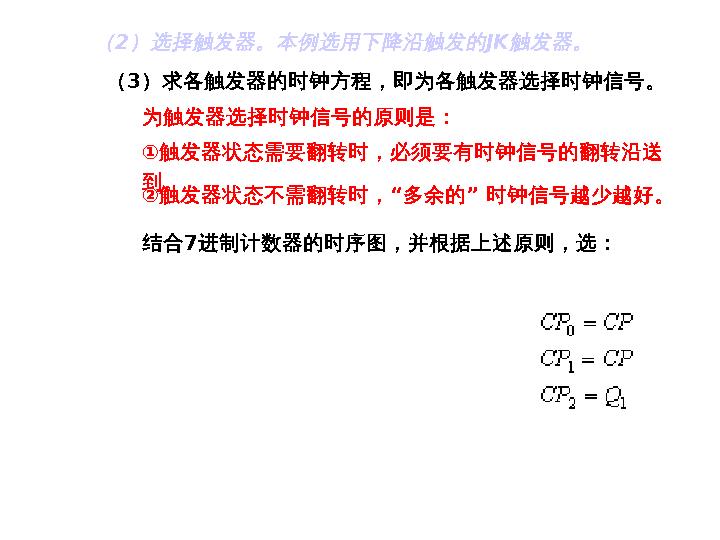 （2）选择触发器。本例选用下降沿触发的JK触发器。
（3）求各触发器的时钟方程，即为各触发器选择时钟信号。
为触发器选择时钟信号的原则是：
①触发器状态需要翻转时，必须要有时钟信号的翻转沿送
到
②触发器状态不需翻转时，“多余的” 时钟信号越少越好。
结合7进制计数器的时序图，并根据上述原则，选：
CP₀ = CP
CP₁ = CP
CP₂ = Q₁